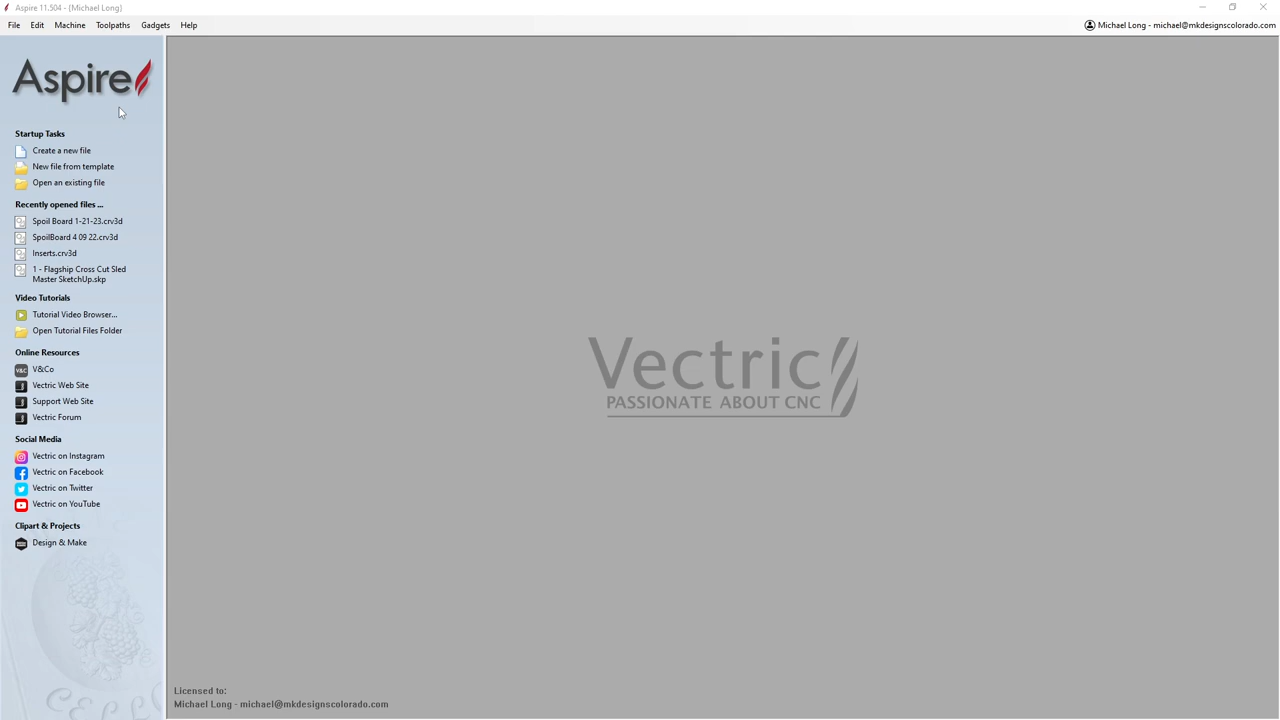 Aspire 11.504 - (Michael Long)
File Edit Machine Toolpaths Gadgets Help
Michael Long - michael@mkdesignscolorado.com
Aspire
Startup Tasks
Create a new file
New file from template
Open an existing file
Recently opened files ...
Spoil Board 1-21-23.crv3d
SpoilBoard 4 09 22.crv3d
Inserts.crv3d
1 - Flagship Cross Cut Sled
Master SketchUp.skp
Video Tutorials
Tutorial Video Browser...
Open Tutorial Files Folder
Online Resources
V&Co
Vectric Web Site
Support Web Site
Vectric Forum
Social Media
Vectric on Instagram
Vectric on Facebook
Vectric on Twitter
Vectric on YouTube
Clipart & Projects
Design & Make
Vectric
PASSIONATE ABOUT CNC
Licensed to:
Michael Long - michael@mkdesignscolorado.com